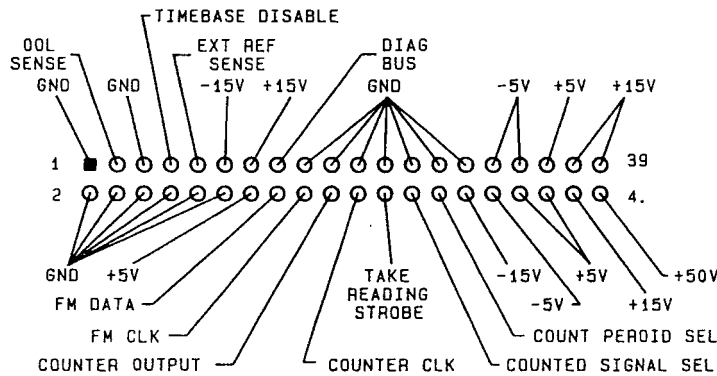 TIMEBASE DISABLE
OOL
SENSE
EXT REF
SENSE
DIAG
BUS
GND
GND
-15V
+15V
GND
-5V
+5V
+15V
1
39
2
4.
GND
+5V
TAKE
READING
STROBE
-15V
+5V
+50V
FM DATA
-5V
+15V
FM CLK
COUNT PEROID SEL
COUNTER OUTPUT
COUNTER CLK
COUNTED SIGNAL SEL